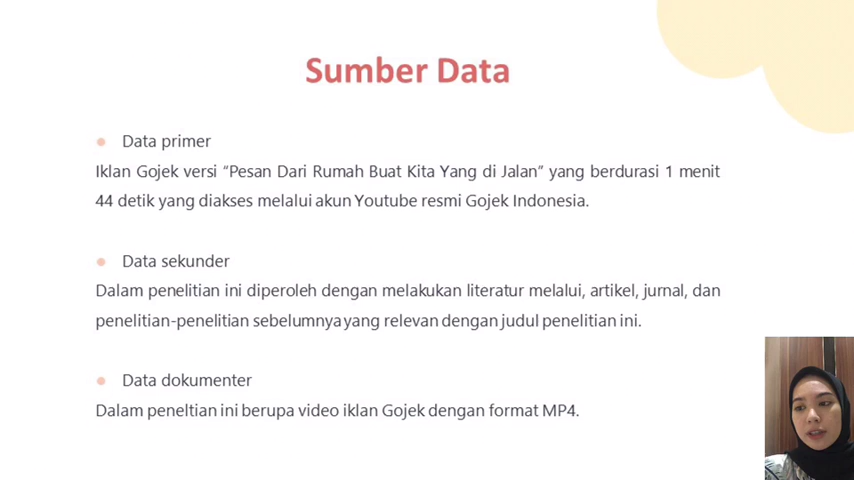 Sumber Data
Data primer
Iklan Gojek versi “Pesan Dari Rumah Buat Kita Yang di Jalan” yang berdurasi 1 menit
44 detik yang diakses melalui akun Youtube resmi Gojek Indonesia.
Data sekunder
Dalam penelitian ini diperoleh dengan melakukan literatur melalui, artikel, jurnal, dan
penelitian-penelitian sebelumnya yang relevan dengan judul penelitian ini.
Data dokumenter
Dalam peneltian ini berupa video iklan Gojek dengan format MP4.